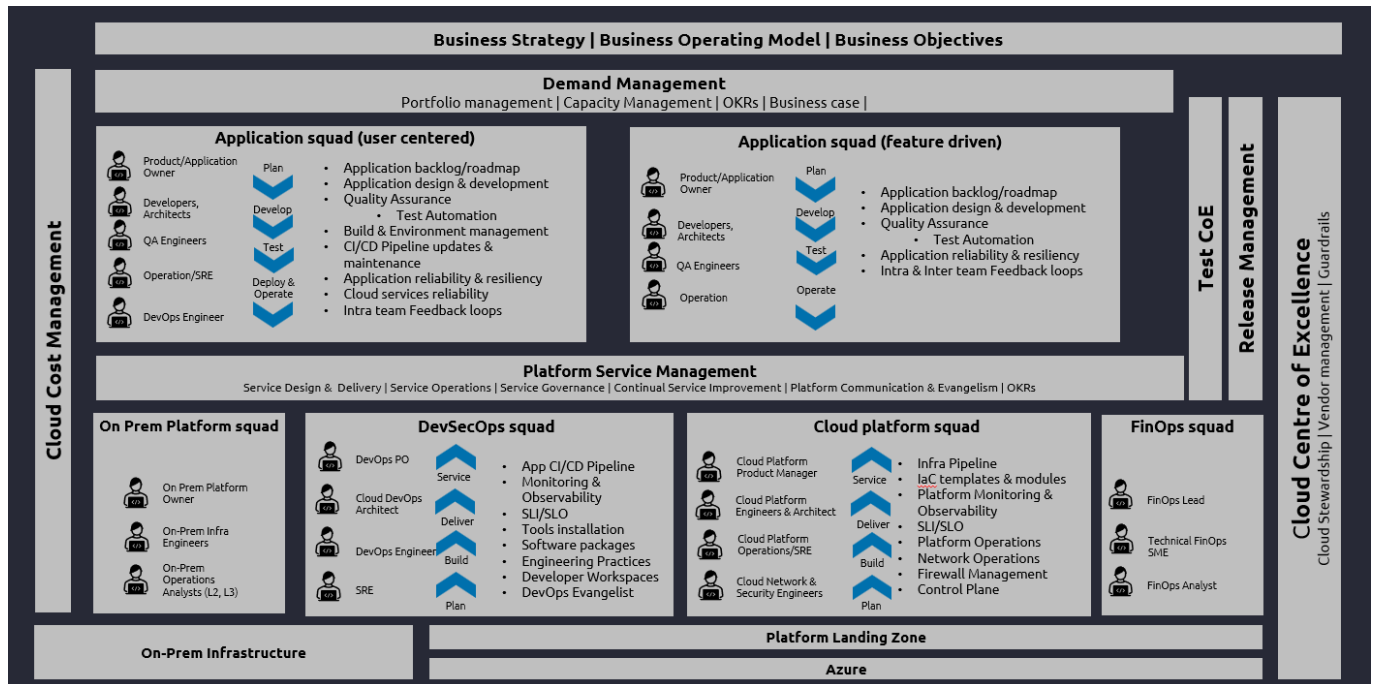 Business Strategy | Business Operating Model | Business Objectives
Demand Management
Portfolio management | Capacity Management | OKRs | Business case |
Cloud Cost Management
Application squad (user centered)
Product/Application
Owner
Developers,
Architects
QA Engineers
Operation/SRE
DevOps Engineer
Plan
Develop
Test
Deploy &
Operate
• Application backlog/roadmap
• Application design & development
• Quality Assurance
• Test Automation
• Build & Environment management
• CI/CD Pipeline updates &
maintenance
• Application reliability & resiliency
• Cloud services reliability
• Intra team Feedback loops
Application squad (feature driven)
Product/Application
Owner
Developers,
Architects
QA Engineers
Operation
Plan
Develop
Test
Operate
• Application backlog/roadmap
• Application design & development
• Quality Assurance
• Test Automation
• Application reliability & resiliency
• Intra & Inter team Feedback loops
Test CoE
Release Management
Cloud Centre of Excellence
Cloud Stewardship | Vendor management | Guardrails
Platform Service Management
Service Design & Delivery | Service Operations | Service Governance | Continual Service Improvement | Platform Communication & Evangelism | OKRs
On Prem Platform squad
On Prem Platform
Owner
On-Prem Infra
Engineers
On-Prem
Operations
Analysts (L2, L3)
DevSecOps squad
DevOps PO
Cloud DevOps
Architect
DevOps Engineer
SRE
Service
Deliver
Build
Plan
• App CI/CD Pipeline
• Monitoring &
Observability
• SLI/SLO
• Tools installation
• Software packages
• Engineering Practices
• Developer Workspaces
• DevOps Evangelist
Cloud platform squad
Cloud Platform
Product Manager
Cloud Platform
Engineers & Architect
Cloud Platform
Operations/SRE
Cloud Network &
Security Engineers
Service
Deliver
Build
Plan
• Infra Pipeline
• IaC templates & modules
• Platform Monitoring &
Observability
• SLI/SLO
• Platform Operations
• Network Operations
• Firewall Management
• Control Plane
FinOps squad
FinOps Lead
Technical FinOps
SME
FinOps Analyst
On-Prem Infrastructure
Platform Landing Zone
Azure